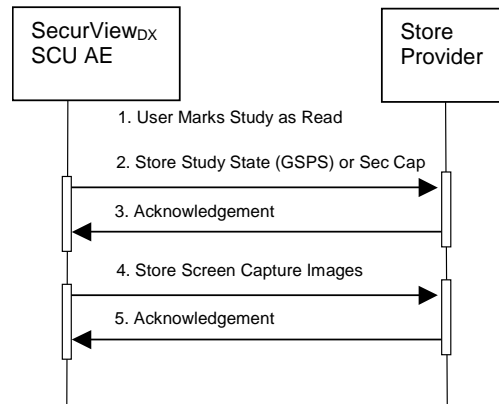 SecurViewDX
SCU AE
Store
Provider
1. User Marks Study as Read
2. Store Study State (GSPS) or Sec Cap
3. Acknowledgement
4. Store Screen Capture Images
5. Acknowledgement